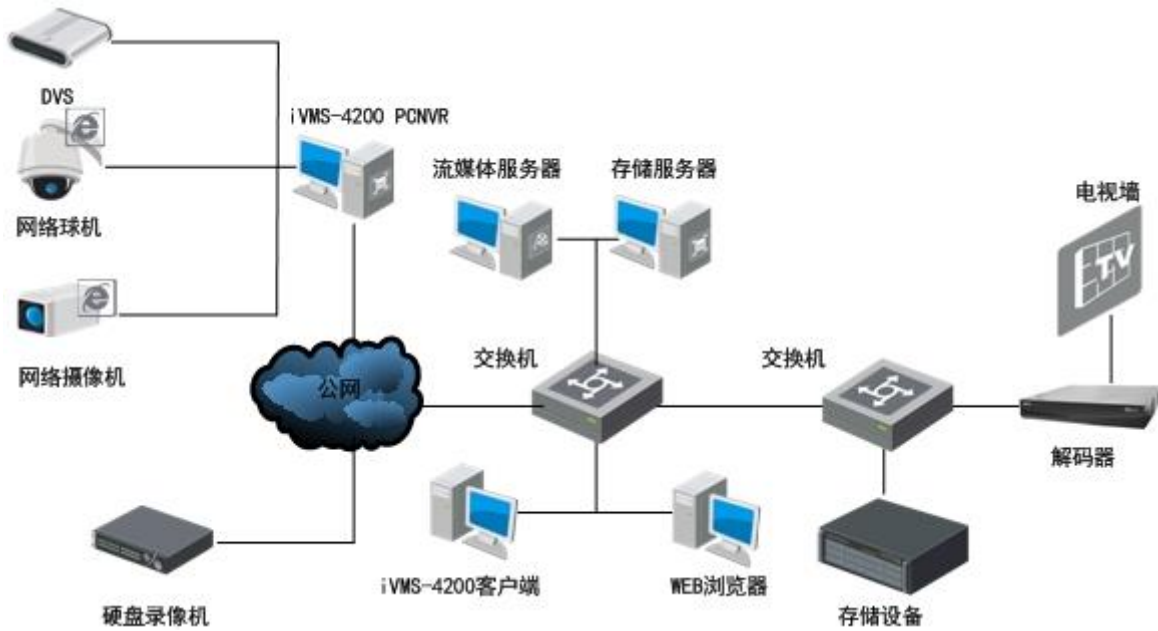 DVS
iVMS-4200 PCNVR
网络球机
流媒体服务器
存储服务器
电视墙
TV
网络摄像机
公网
交换机
交换机
解码器
硬盘录像机
iVMS-4200客户端
WEB浏览器
存储设备